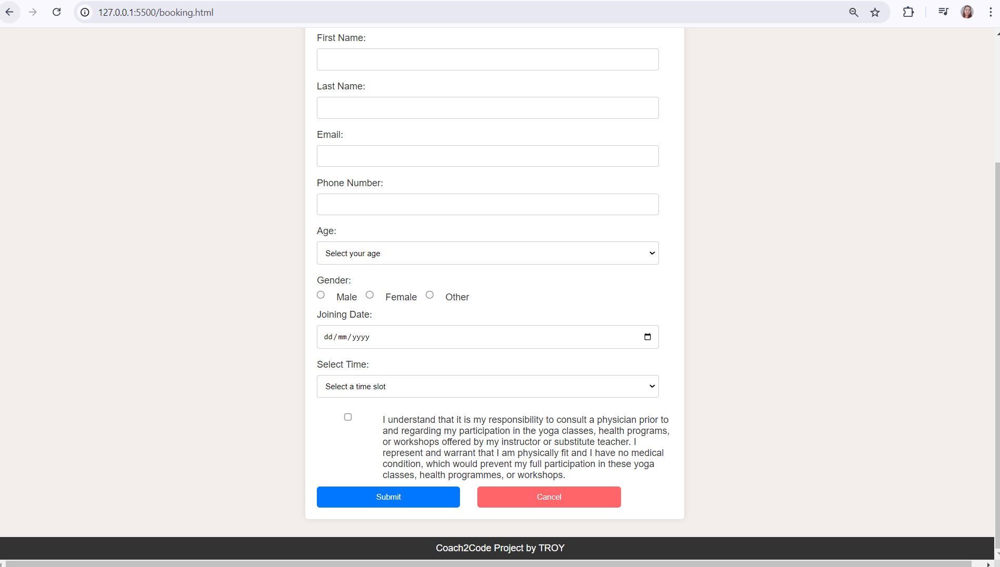 127.0.0.1:5500/booking.html
First Name:
Last Name:
Email:
Phone Number:
Age:
Select your age
Gender:
Male Female Other
Joining Date:
dd/mm/yyyy
Select Time:
Select a time slot
I understand that it is my responsibility to consult a physician prior to
and regarding my participation in the yoga classes, health programs,
or workshops offered by my instructor or substitute teacher. I
represent and warrant that I am physically fit and I have no medical
condition, which would prevent my full participation in these yoga
classes, health programmes, or workshops.
Submit Cancel
Coach2Code Project by TROY